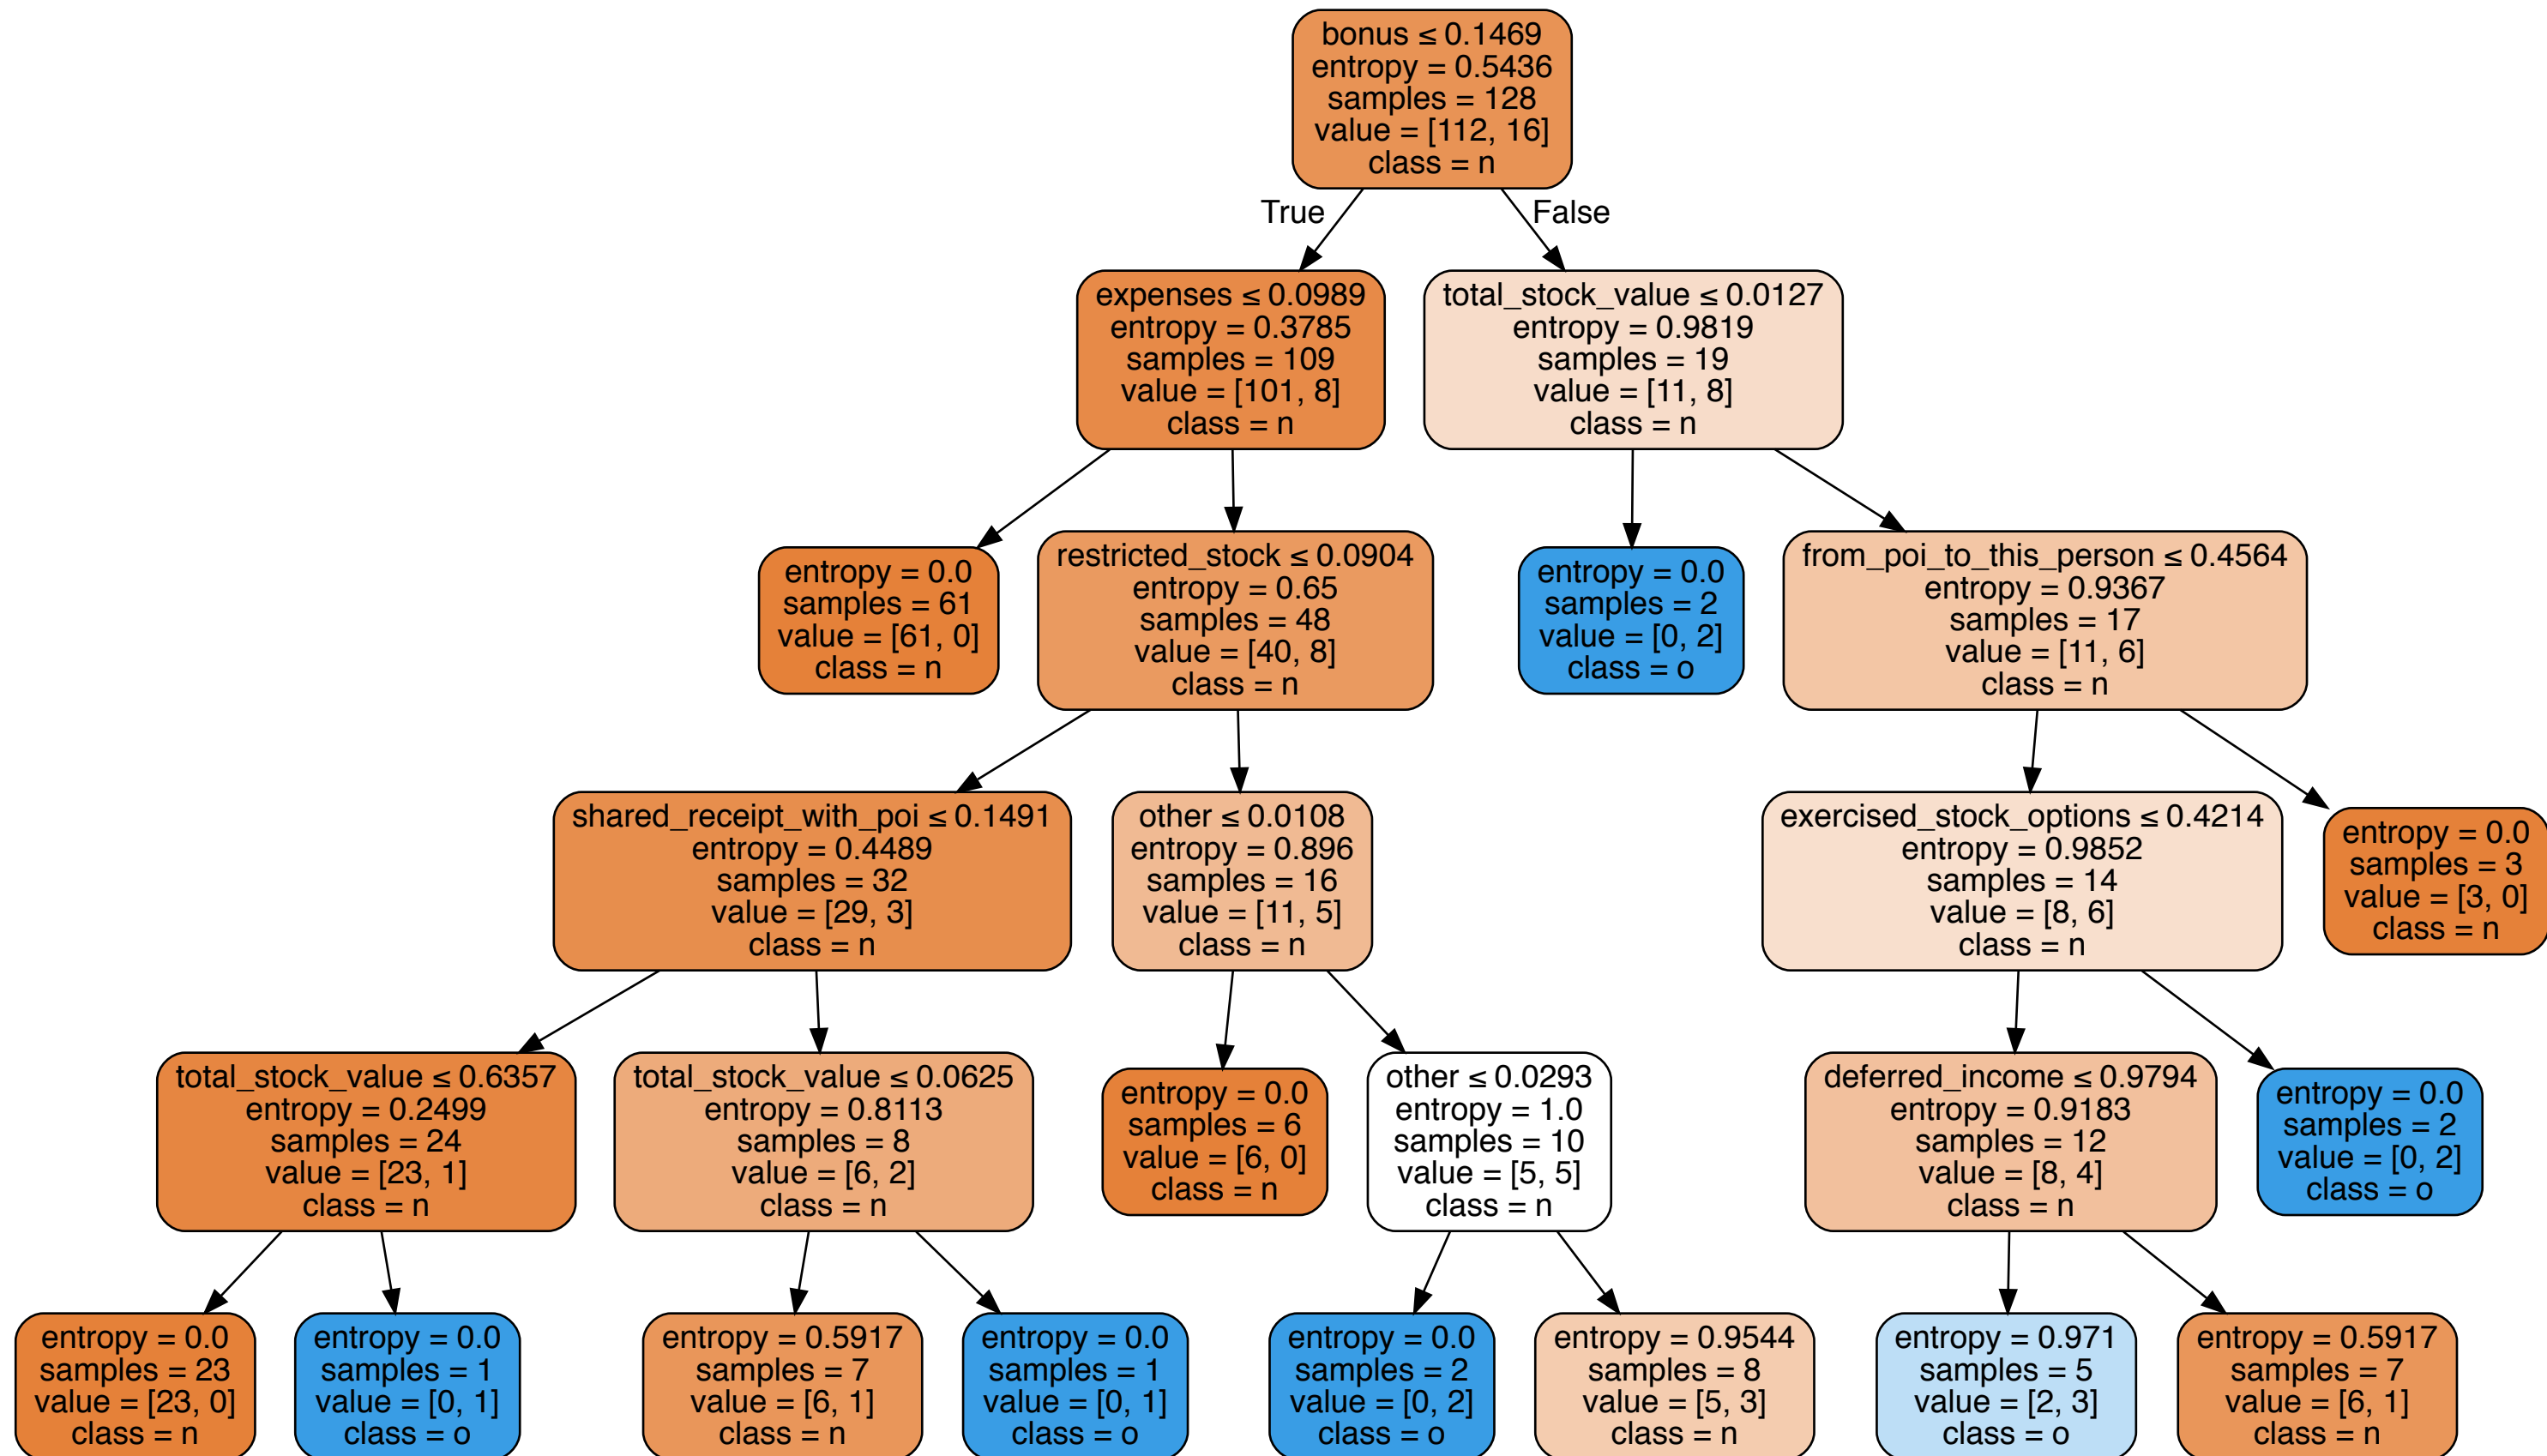 bonus ≤ 0.1469
entropy = 0.5436
samples = 128
value = [112, 16]
class = n
True
False
expenses ≤ 0.0989
entropy = 0.3785
samples = 109
value = [101, 8]
class = n
total_stock_value ≤ 0.0127
entropy = 0.9819
samples = 19
value = [11, 8]
class = n
entropy = 0.0
samples = 61
value = [61, 0]
class = n
restricted_stock ≤ 0.0904
entropy = 0.65
samples = 48
value = [40, 8]
class = n
entropy = 0.0
samples = 2
value = [0, 2]
class = o
from_poi_to_this_person ≤ 0.4564
entropy = 0.9367
samples = 17
value = [11, 6]
class = n
shared_receipt_with_poi ≤ 0.1491
entropy = 0.4489
samples = 32
value = [29, 3]
class = n
other ≤ 0.0108
entropy = 0.896
samples = 16
value = [11, 5]
class = n
exercised_stock_options ≤ 0.4214
entropy = 0.9852
samples = 14
value = [8, 6]
class = n
entropy = 0.0
samples = 3
value = [3, 0]
class = n
total_stock_value ≤ 0.6357
entropy = 0.2499
samples = 24
value = [23, 1]
class = n
total_stock_value ≤ 0.0625
entropy = 0.8113
samples = 8
value = [6, 2]
class = n
entropy = 0.0
samples = 6
value = [6, 0]
class = n
other ≤ 0.0293
entropy = 1.0
samples = 10
value = [5, 5]
class = n
deferred_income ≤ 0.9794
entropy = 0.9183
samples = 12
value = [8, 4]
class = n
entropy = 0.0
samples = 2
value = [0, 2]
class = o
entropy = 0.0
samples = 23
value = [23, 0]
class = n
entropy = 0.0
samples = 1
value = [0, 1]
class = o
entropy = 0.5917
samples = 7
value = [6, 1]
class = n
entropy = 0.0
samples = 1
value = [0, 1]
class = o
entropy = 0.0
samples = 2
value = [0, 2]
class = o
entropy = 0.9544
samples = 8
value = [5, 3]
class = n
entropy = 0.971
samples = 5
value = [2, 3]
class = o
entropy = 0.5917
samples = 7
value = [6, 1]
class = n